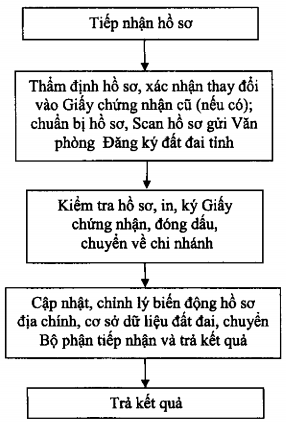 Tiếp nhận hồ sơ
Thẩm định hồ sơ, xác nhận thay đổi
vào Giấy chứng nhận cũ (nếu có);
chuẩn bị hồ sơ, Scan hồ sơ gửi Văn
phòng Đăng ký đất đai tỉnh
Kiểm tra hồ sơ, in, ký Giấy
chứng nhận, đóng dấu,
chuyển về chi nhánh
Cập nhật, chỉnh lý biến động hồ sơ
địa chính, cơ sở dữ liệu đất đai, chuyển
Bộ phận tiếp nhận và trả kết quả
Trả kết quả